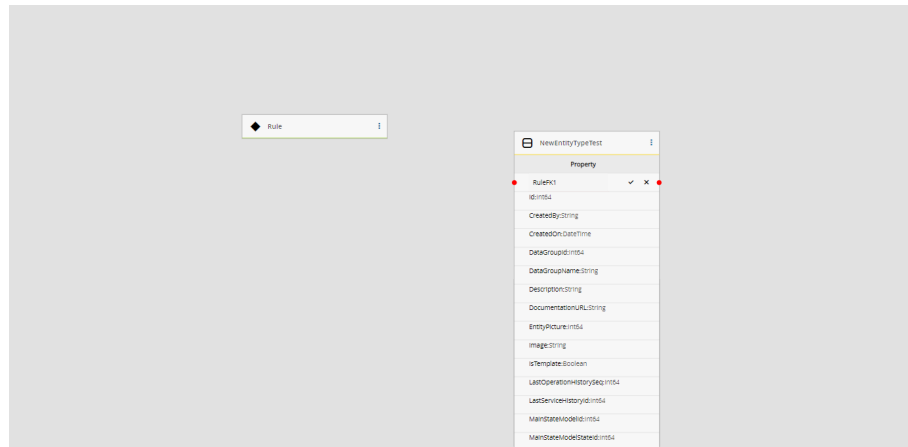 Rule
NewEntityTypeTest
Property
RuleFK1
Id:Int64
CreatedBy:String
CreatedOn:DateTime
DataGroupId:Int64
DataGroupName:String
Description:String
DocumentationURL:String
EntityPicture:Int64
Image:String
IsTemplate:Boolean
LastOperationHistorySeq:Int64
LastServiceHistoryId:Int64
MainStateModelId:Int64
MainStateModelStateId:Int64